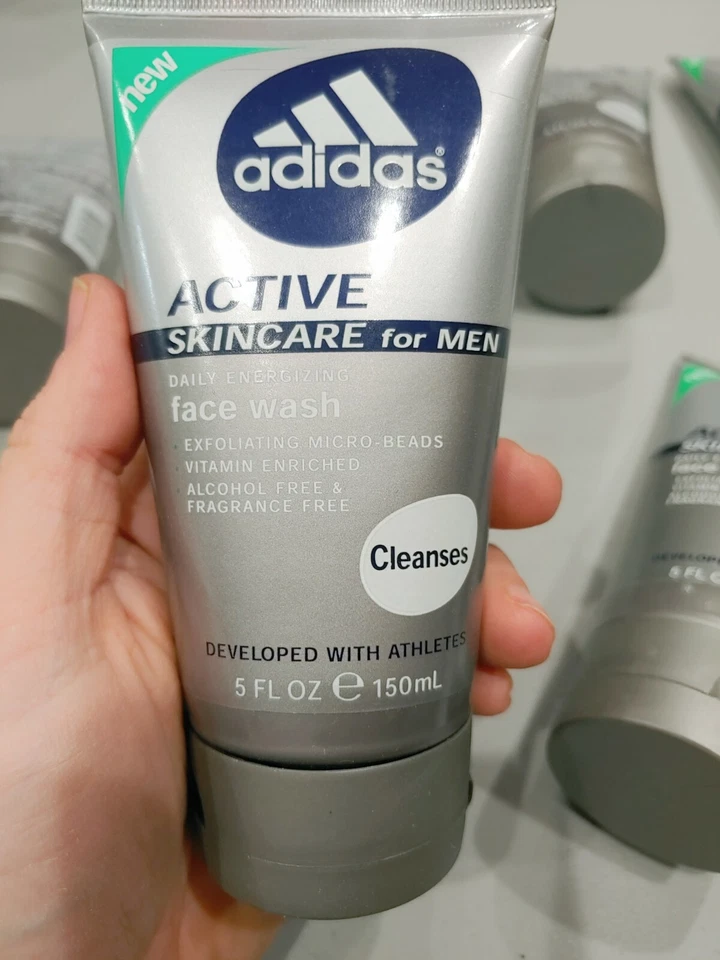 new
adidas®
ACTIVE
SKINCARE for MEN
DAILY ENERGIZING
face wash
· EXFOLIATING MICRO-BEADS
· VITAMIN ENRICHED
· ALCOHOL FREE &
FRAGRANCE FREE
Cleanses
DEVELOPED WITH ATHLETES
5 FL OZ ℮ 150mL